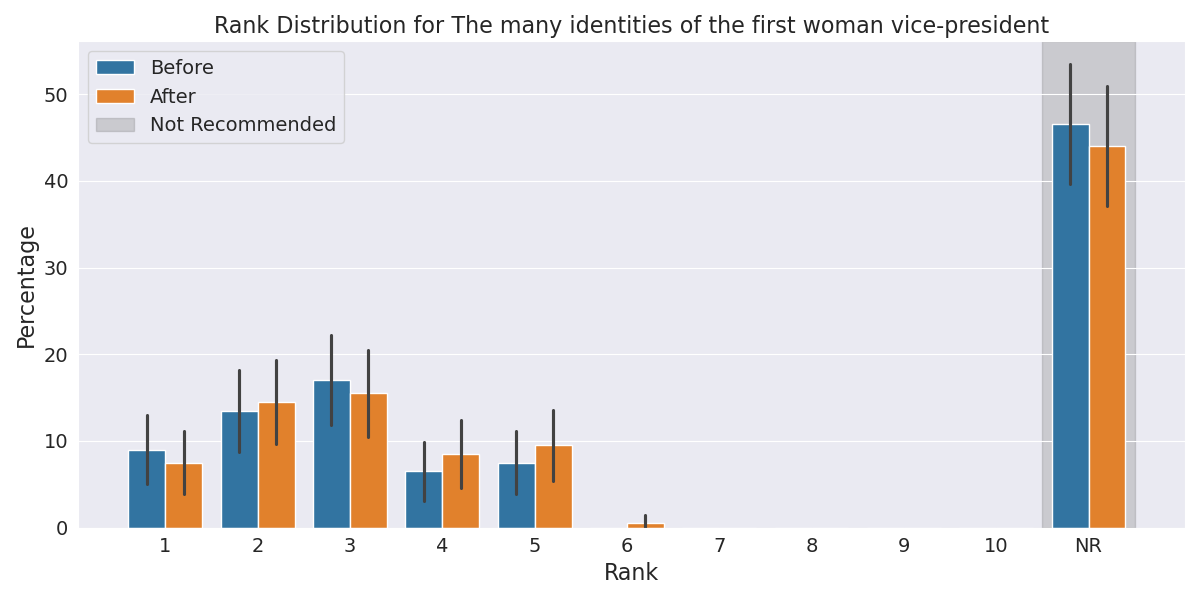 Rank Distribution for The many identities of the first woman vice-president
Before
After
Not Recommended
Percentage
50
40
30
20
10
0
1 2 3 4 5 6 7 8 9 10 NR
Rank